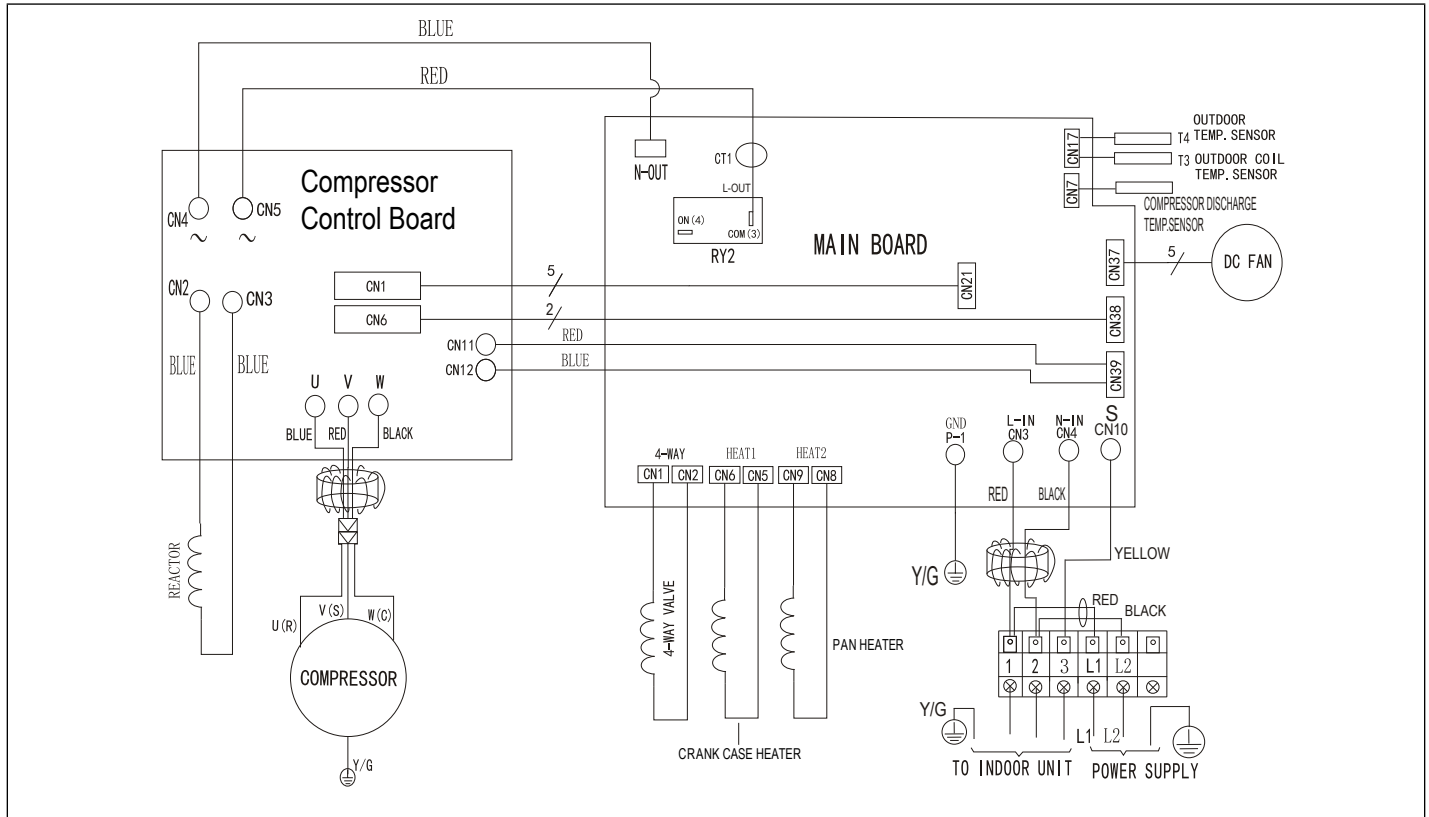 BLUE
RED
Compressor
Control Board
CN4
~
CN5
~
CN2
CN3
BLUE
BLUE
REACTOR
CN1
CN6
5
2
CN11
RED
CN12
BLUE
U
V
W
BLUE
RED
BLACK
U(R)
V(S)
W(C)
COMPRESSOR
Y/G
N-OUT
CT1
L-OUT
ON(4)
COM(3)
RY2
MAIN BOARD
CN21
CN17
CN7
T4
OUTDOOR
TEMP. SENSOR
T3
OUTDOOR COIL
TEMP. SENSOR
COMPRESSOR DISCHARGE
TEMP.SENSOR
CN37
5
DC FAN
CN38
CN39
4-WAY
HEAT1
HEAT2
CN1
CN2
CN6
CN5
CN9
CN8
4-WAY VALVE
CRANK CASE HEATER
PAN HEATER
GND
P-1
Y/G
L-IN
CN3
N-IN
CN4
S
CN10
RED
BLACK
YELLOW
RED
BLACK
1
2
3
L1
L2
Y/G
L1
L2
TO INDOOR UNIT
POWER SUPPLY